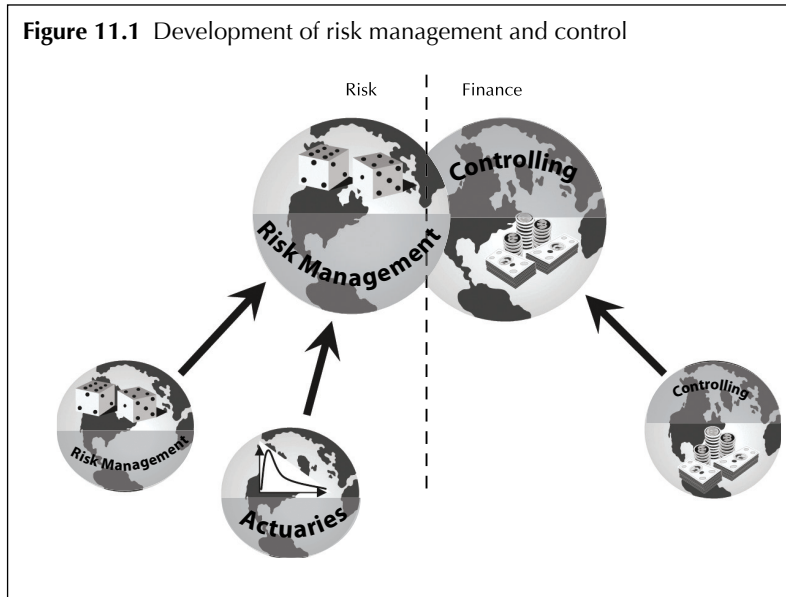 Figure 11.1 Development of risk management and control
Risk
Finance
Risk Management
Controlling
Risk Management
Actuaries
Controlling